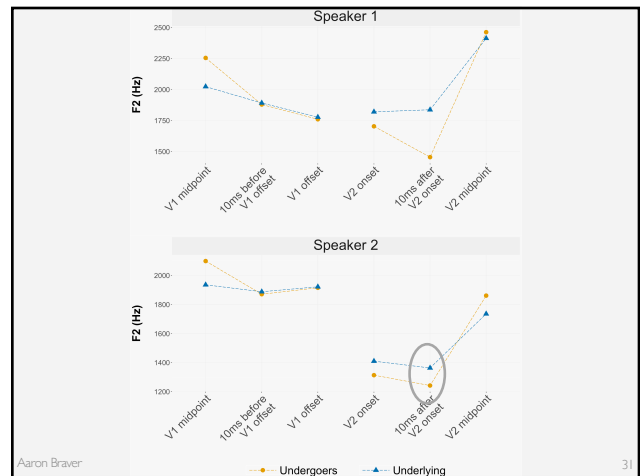 Speaker 1
F2 (Hz)
2500
2250
2000
1750
1500
V1 midpoint
10ms before
V1 offset
V1 offset
V2 onset
10ms after
V2 onset
V2 midpoint
Speaker 2
F2 (Hz)
2000
1800
1600
1400
1200
V1 midpoint
10ms before
V1 offset
V1 offset
V2 onset
10ms after
V2 onset
V2 midpoint
Undergoers Underlying
Aaron Braver
31